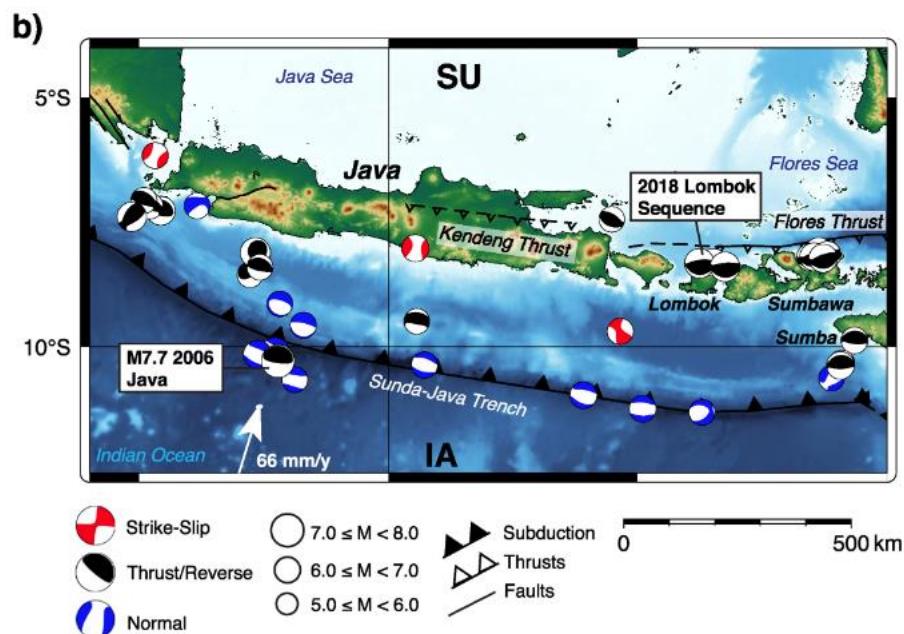 b)
Java Sea
SU
5°S
Java
Flores Sea
2018 Lombok
Sequence
Flores Thrust
Kendeng Thrust
Lombok
Sumbawa
Sumba
10°S
M7.7 2006
Java
Sunda-Java Trench
Indian Ocean
66 mm/y
IA
Strike-Slip
7.0 ≤ M < 8.0
Subduction
0
500 km
Thrust/Reverse
6.0 ≤ M < 7.0
Thrusts
Normal
5.0 ≤ M < 6.0
Faults